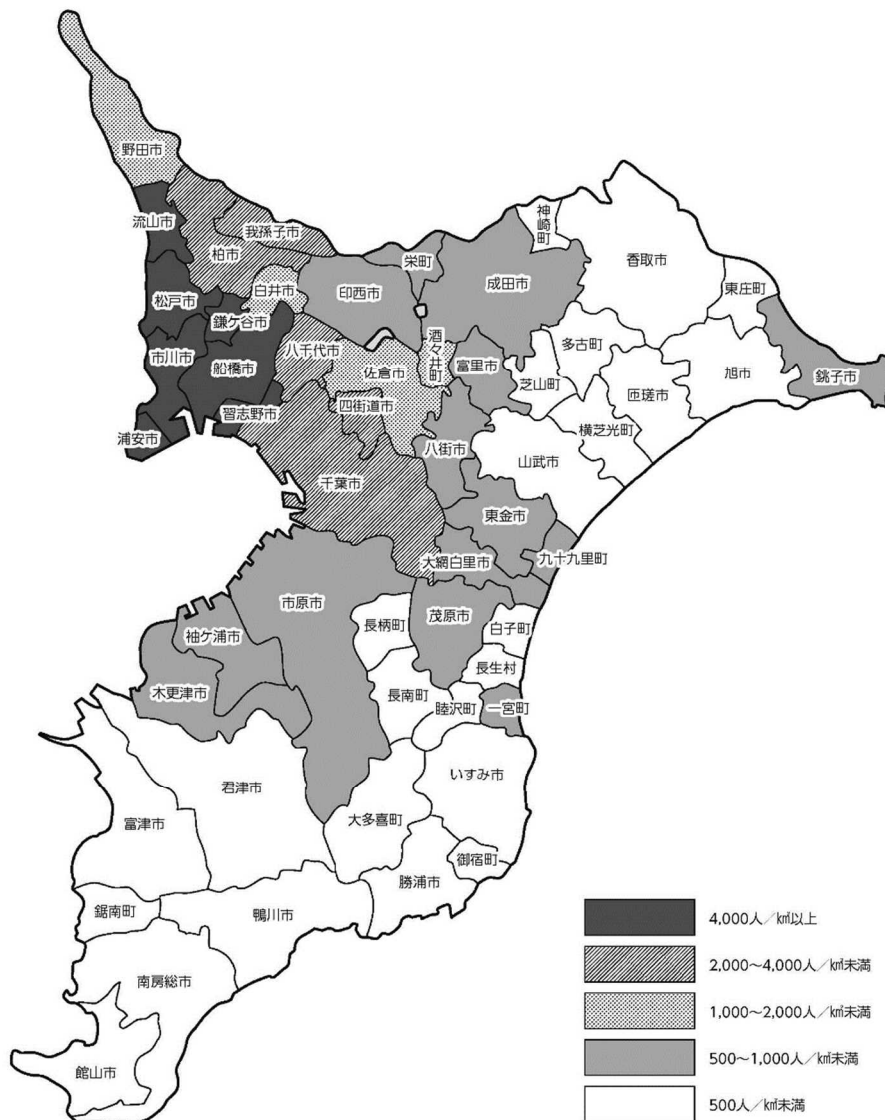 野田市
流山市
柏市
我孫子市
松戸市
鎌ケ谷市
白井市
印西市
栄町
成田市
神崎町
香取市
東庄町
市川市
船橋市
八千代市
佐倉市
酒々井町
富里市
芝山町
多古町
匝瑳市
旭市
銚子市
浦安市
習志野市
四街道市
八街市
横芝光町
山武市
千葉市
東金市
大網白里市
九十九里町
市原市
袖ケ浦市
木更津市
長柄町
茂原市
白子町
長生村
長南町
睦沢町
一宮町
君津市
富津市
いすみ市
大多喜町
御宿町
勝浦市
鋸南町
鴨川市
南房総市
館山市
4,000人/㎢以上
2,000〜4,000人/㎢未満
1,000〜2,000人/㎢未満
500〜1,000人/㎢未満
500人/㎢未満